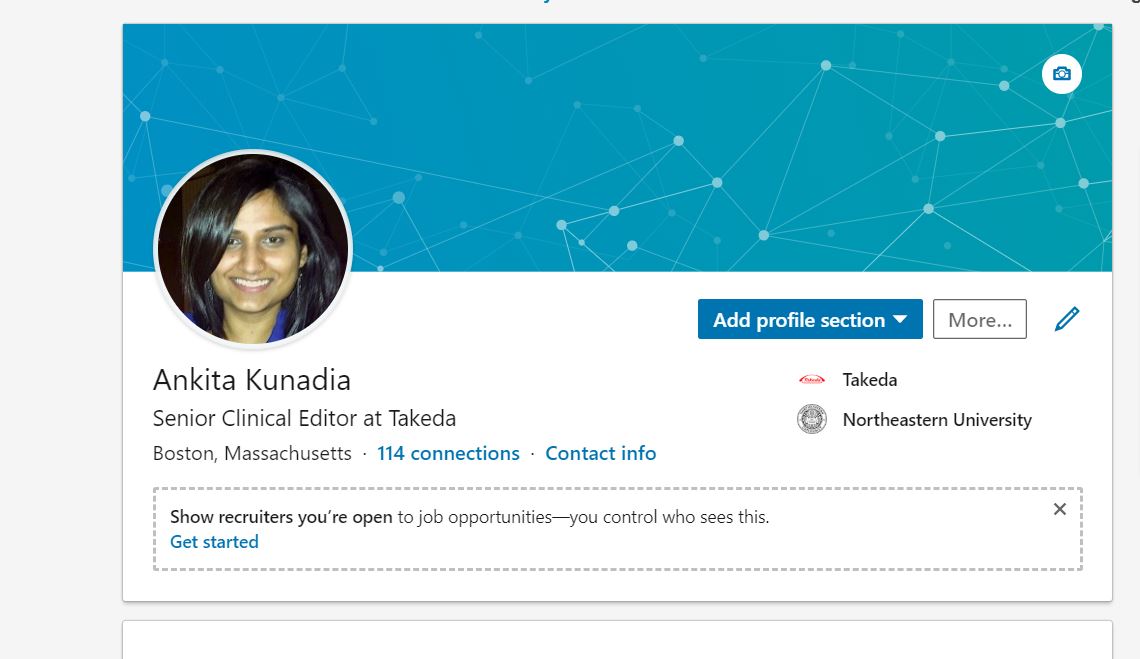 Add profile section
More...
Ankita Kunadia
Takeda
Senior Clinical Editor at Takeda
Northeastern University
Boston, Massachusetts · 114 connections · Contact info
Show recruiters you're open to job opportunities—you control who sees this.
Get started